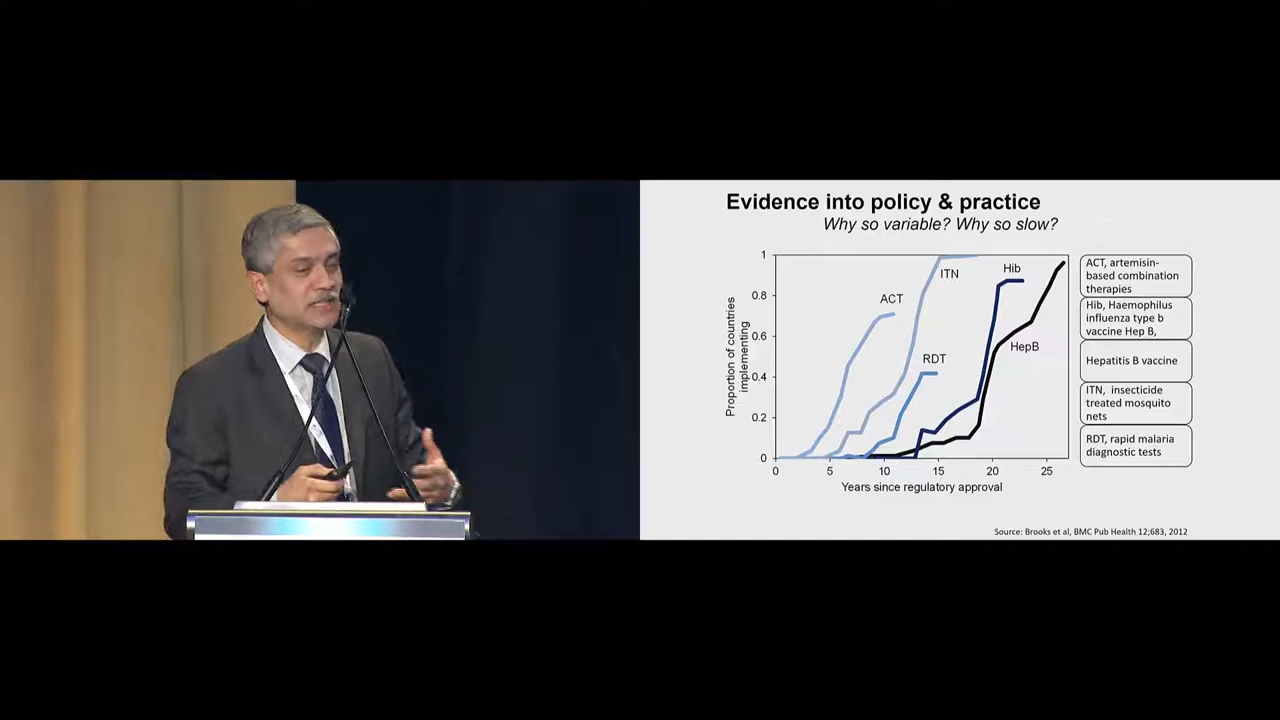 Evidence into policy & practice
Why so variable? Why so slow?
Proportion of countries
implementing
1
0.8
0.6
0.4
0.2
0
0
5
10
15
20
25
Years since regulatory approval
ACT
ITN
RDT
Hib
HepB
ACT, artemisin-
based combination
therapies
Hib, Haemophilus
influenza type b
vaccine Hep B,
Hepatitis B vaccine
ITN, insecticide
treated mosquito
nets
RDT, rapid malaria
diagnostic tests
Source: Brooks et al, BMC Pub Health 12;683, 2012